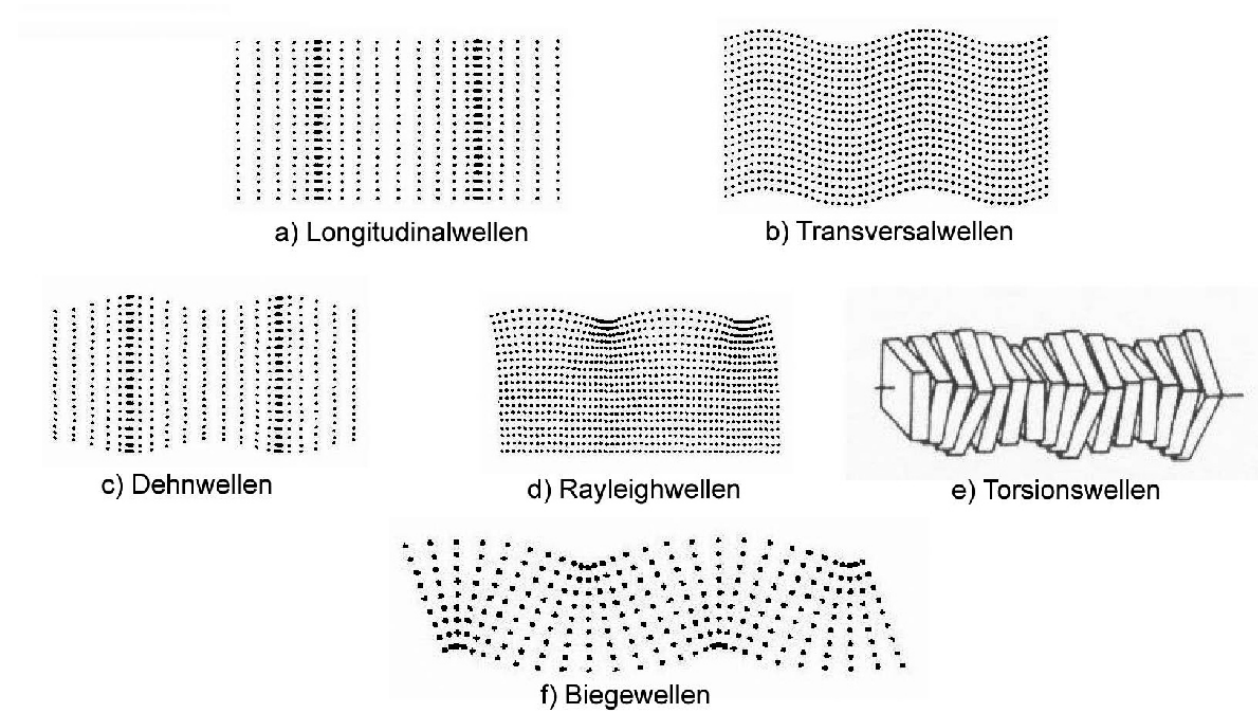 a) Longitudinalwellen
b) Transversalwellen
c) Dehnwellen
d) Rayleighwellen
e) Torsionswellen
f) Biegewellen